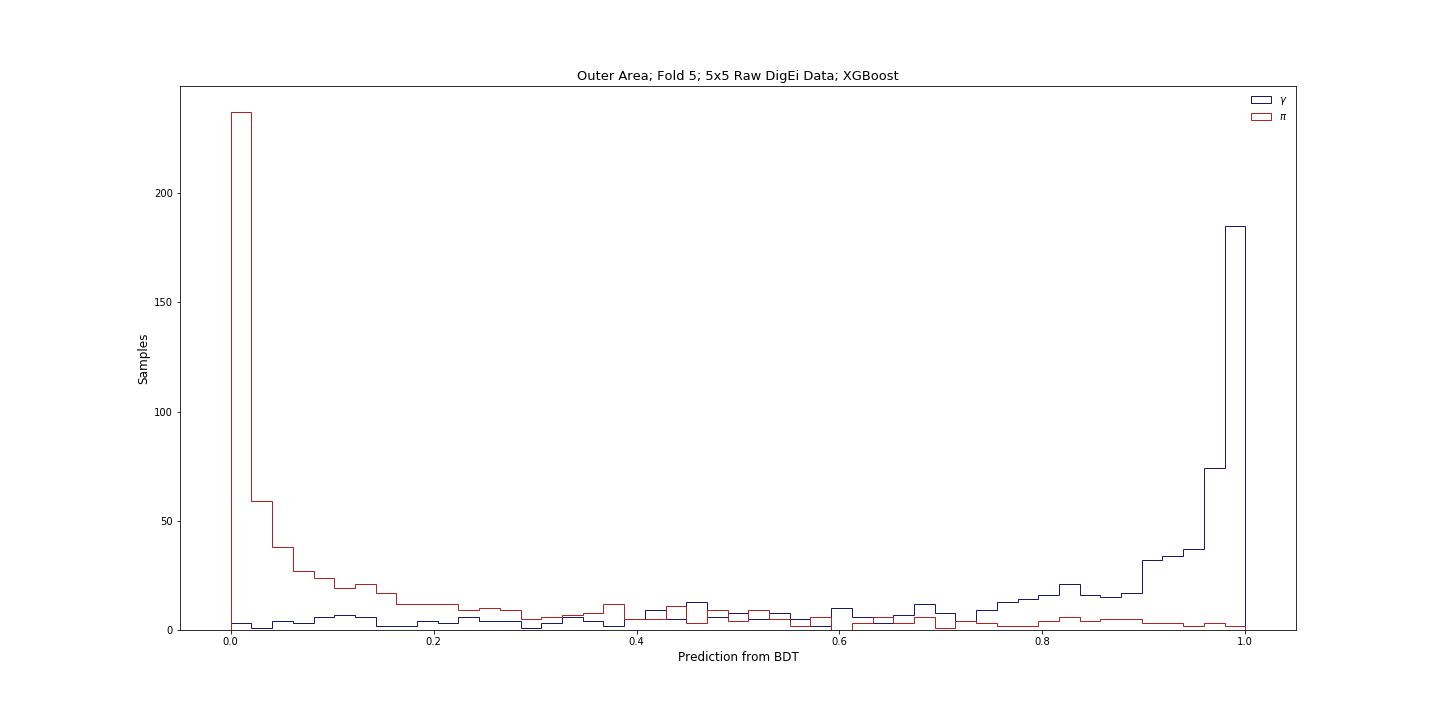 Outer Area; Fold 5; 5x5 Raw DigEi Data; XGBoost
γ
π
200
150
100
50
0
Samples
0.0 0.2 0.4 0.6 0.8 1.0
Prediction from BDT